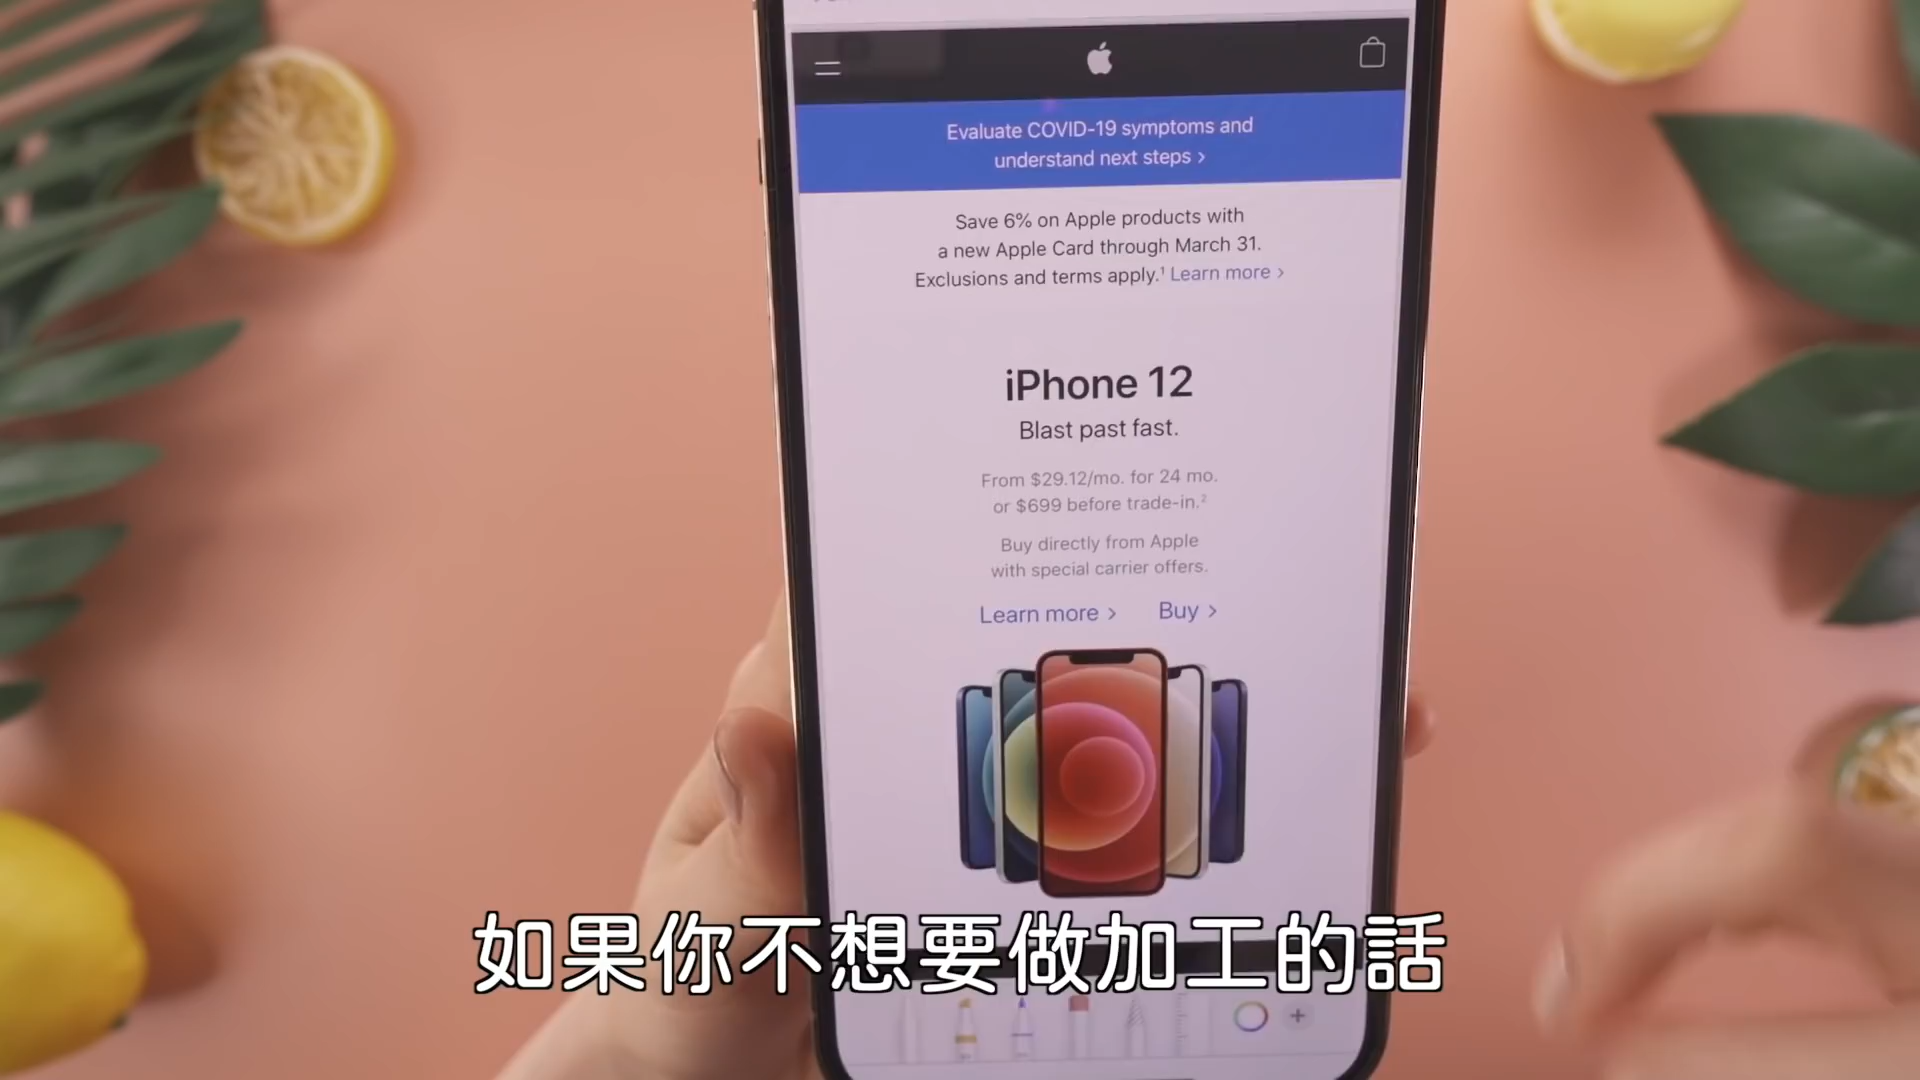 Evaluate COVID-19 symptoms and
understand next steps >
Save 6% on Apple products with
a new Apple Card through March 31.
Exclusions and terms apply.¹ Learn more >
iPhone 12
Blast past fast.
From $29.12/mo. for 24 mo.
or $699 before trade-in.²
Buy directly from Apple
with special carrier offers.
Learn more > Buy >
如果你不想要做加工的話